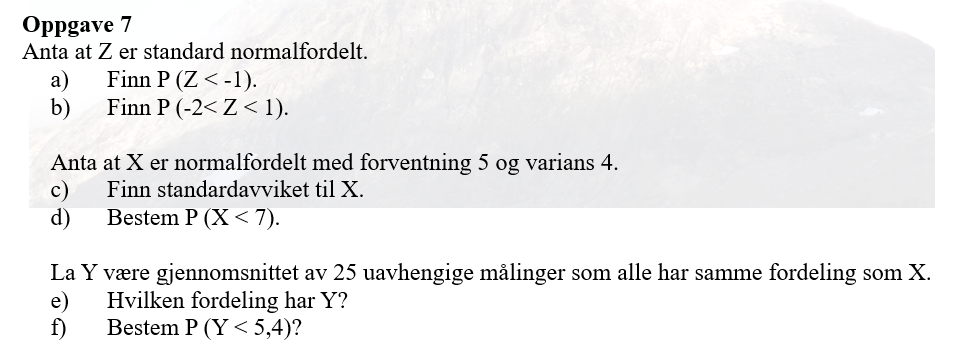 Oppgave 7
Anta at Z er standard normalfordelt.
a) Finn P (Z < -1).
b) Finn P (-2< Z < 1).
Anta at X er normalfordelt med forventning 5 og varians 4.
c) Finn standardavviket til X.
d) Bestem P (X < 7).
La Y være gjennomsnittet av 25 uavhengige målinger som alle har samme fordeling som X.
e) Hvilken fordeling har Y?
f) Bestem P (Y < 5,4)?